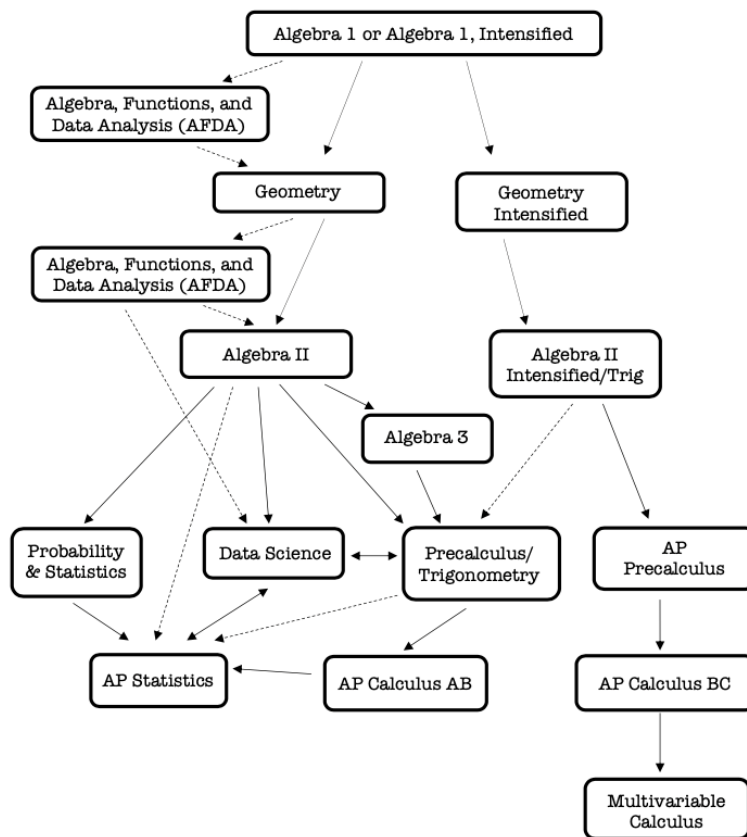 Algebra 1 or Algebra 1, Intensified
Algebra, Functions, and
Data Analysis (AFDA)
Geometry
Geometry
Intensified
Algebra, Functions, and
Data Analysis (AFDA)
Algebra II
Algebra II
Intensified/Trig
Algebra 3
Probability
& Statistics
Data Science
Precalculus/
Trigonometry
AP
Precalculus
AP Statistics
AP Calculus AB
AP Calculus BC
Multivariable
Calculus